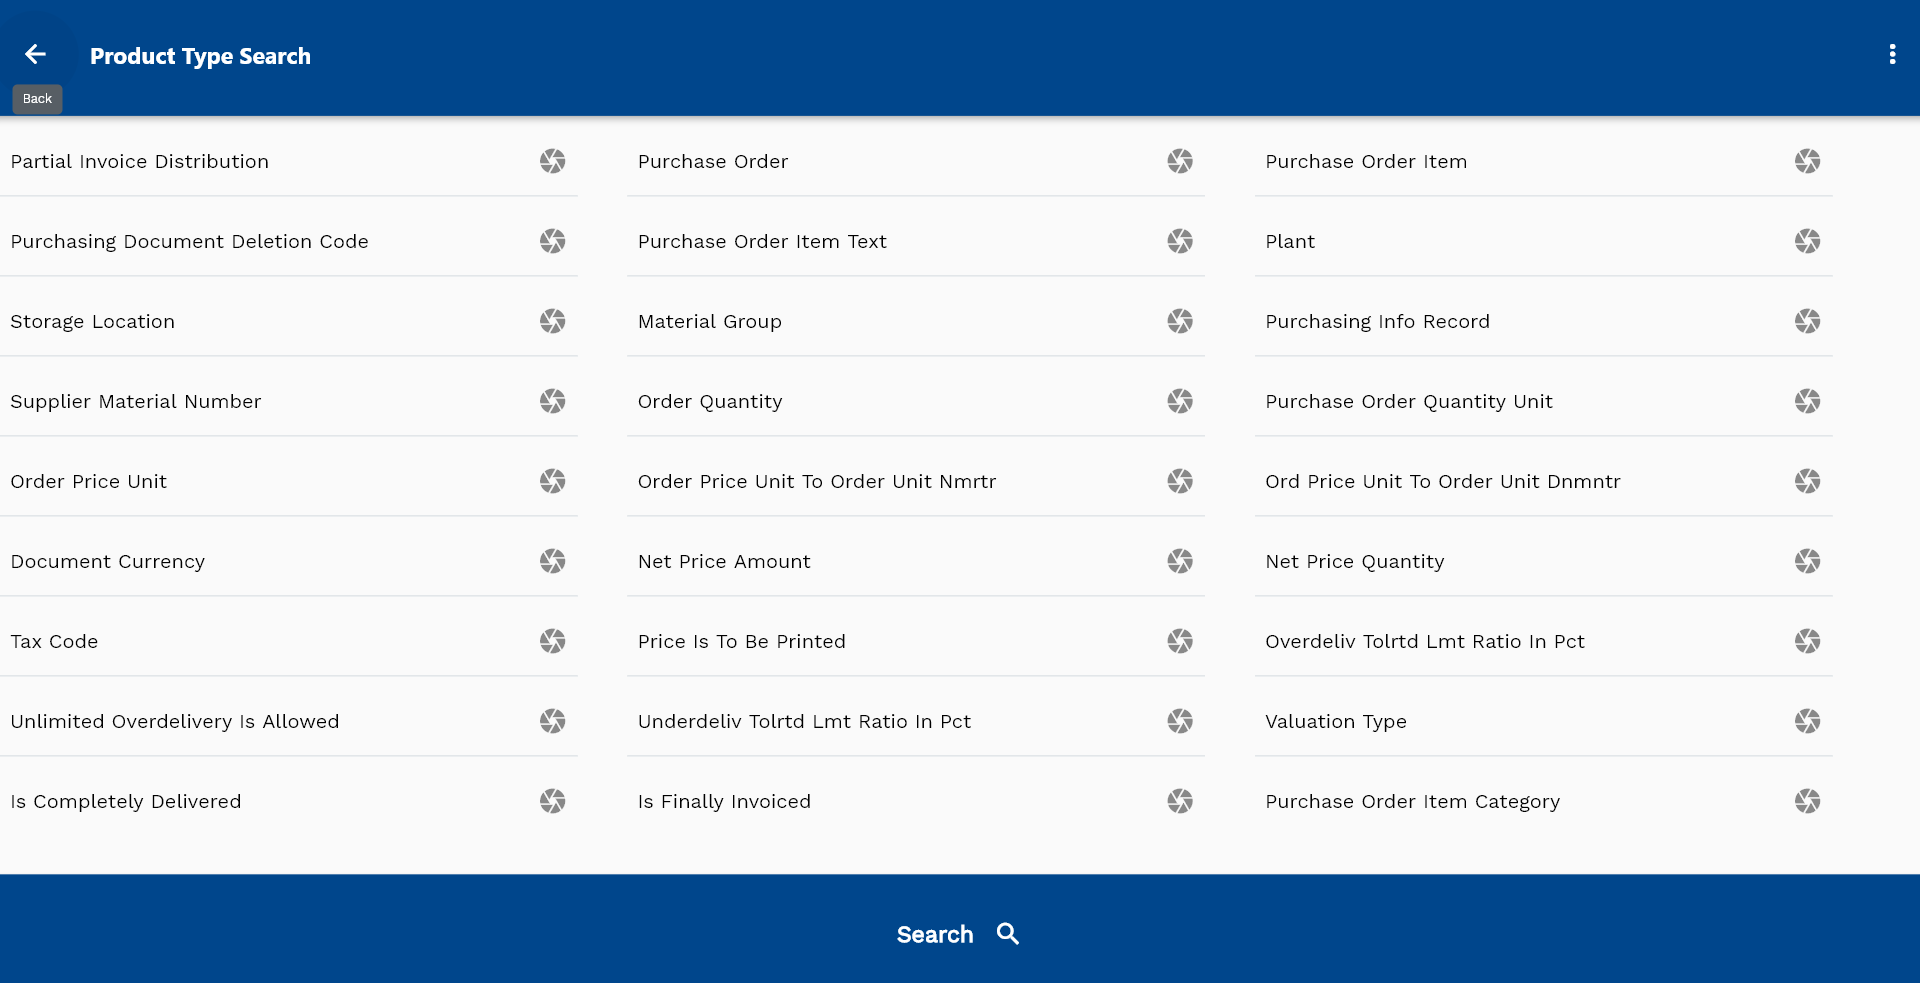 Product Type Search
Back
Partial Invoice Distribution
Purchase Order
Purchase Order Item
Purchasing Document Deletion Code
Purchase Order Item Text
Plant
Storage Location
Material Group
Purchasing Info Record
Supplier Material Number
Order Quantity
Purchase Order Quantity Unit
Order Price Unit
Order Price Unit To Order Unit Nmrtr
Ord Price Unit To Order Unit Dnmntr
Document Currency
Net Price Amount
Net Price Quantity
Tax Code
Price Is To Be Printed
Overdeliv Tolrtd Lmt Ratio In Pct
Unlimited Overdelivery Is Allowed
Underdeliv Tolrtd Lmt Ratio In Pct
Valuation Type
Is Completely Delivered
Is Finally Invoiced
Purchase Order Item Category
Search